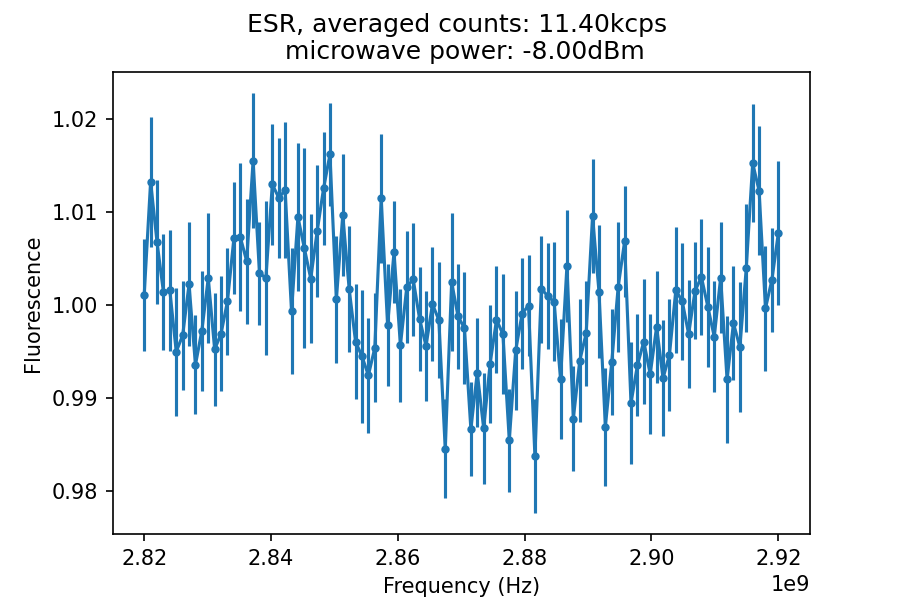 ESR, averaged counts: 11.40kcps
microwave power: -8.00dBm
1.02
1.01
1.00
0.99
0.98
Fluorescence
2.82 2.84 2.86 2.88 2.90 2.92
Frequency (Hz)
1e9